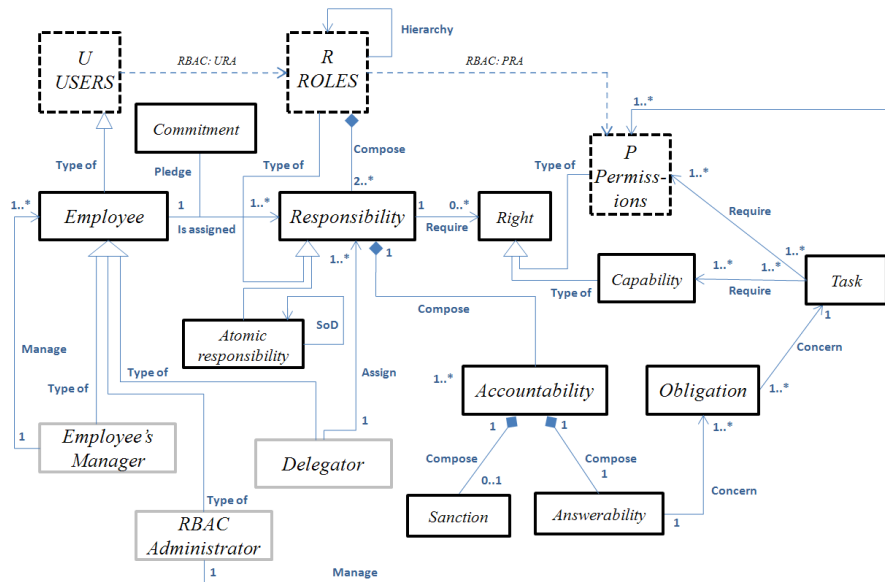 Hierarchy
U
USERS
RBAC: URA
R
ROLES
RBAC: PRA
1..*
Commitment
Compose
P
Permiss-
ions
Type of
Pledge
Type of
Type of
1..*
2..*
Require
1..*
Employee
1
1..*
Is assigned
Responsibility
1
0..*
Require
Right
1
1..*
Capability
Type of
1..*
1..*
1..*
Require
Task
1
Atomic
responsibility
SoD
Compose
Manage
Assign
Concern
Type of
Type of
1..*
Accountability
Obligation
1..*
1..*
1
Employee's
Manager
1
Delegator
1
1
Compose
0..1
Compose
1
Concern
Type of
RBAC
Administrator
Sanction
Answerability
1
1
Manage